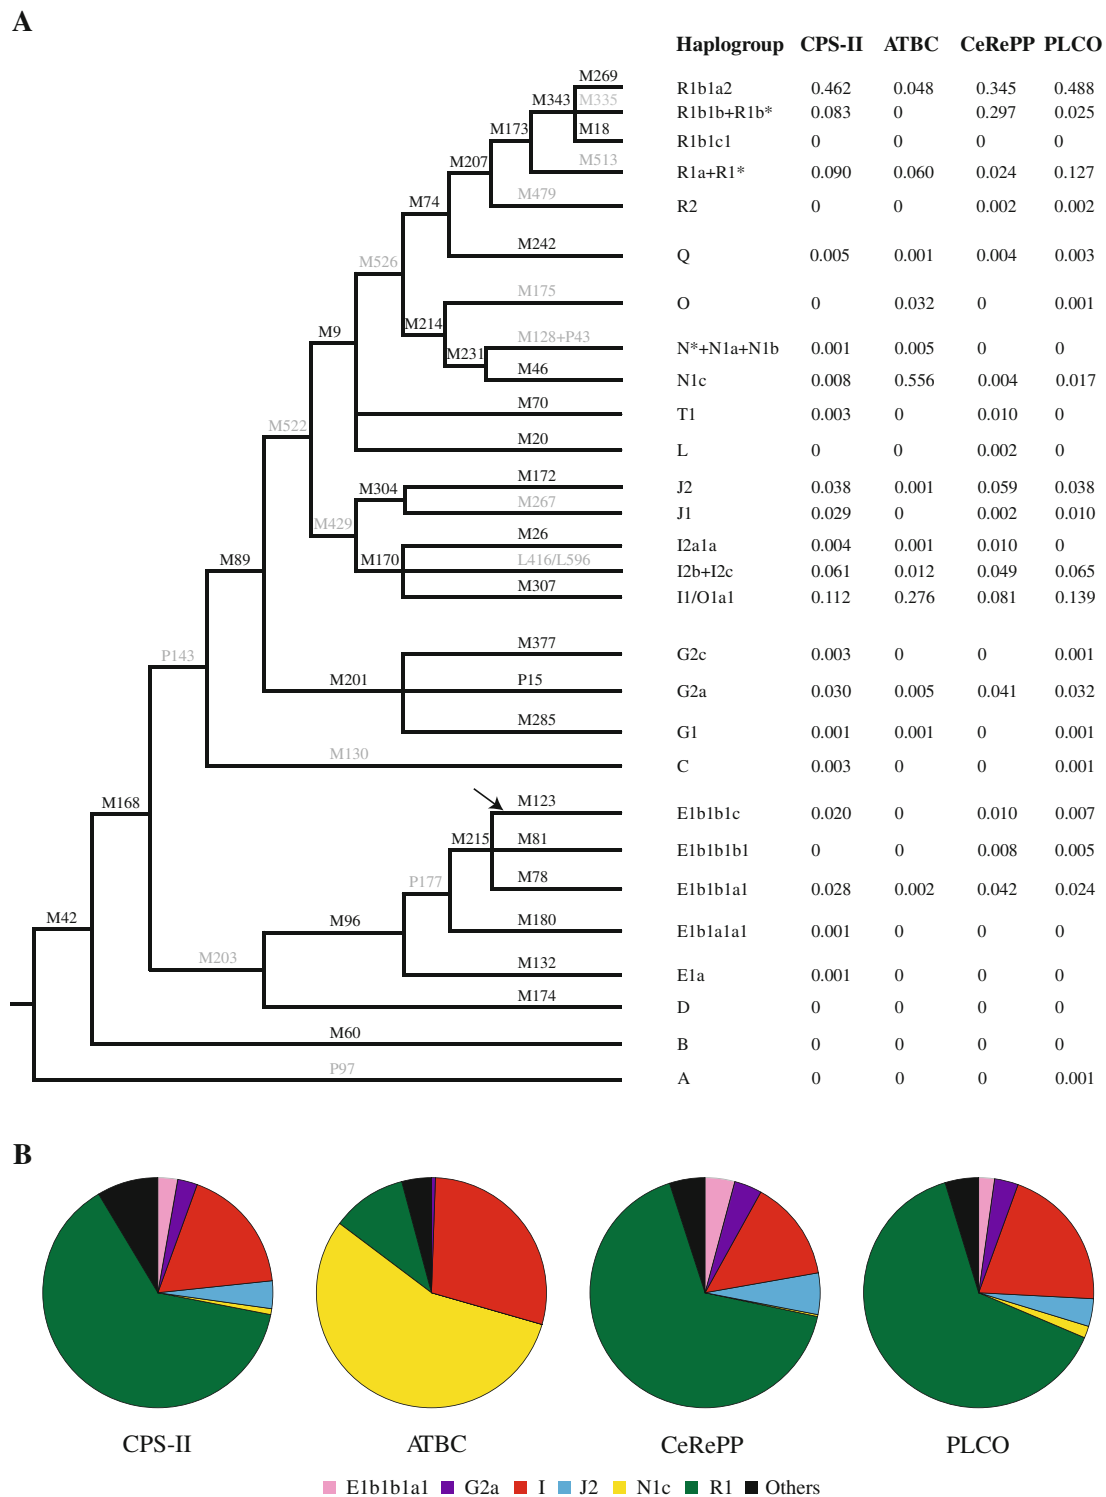 A
Haplogroup CPS-II ATBC CeRePP PLCO
M269
R1b1a2 0.462 0.048 0.345 0.488
M343 M335
R1b1b+R1b* 0.083 0 0.297 0.025
M173 M18
R1b1c1 0 0 0 0
M207 M513
R1a+R1* 0.090 0.060 0.024 0.127
M74 M479
R2 0 0 0.002 0.002
M242
Q 0.005 0.001 0.004 0.003
M526
M175
O 0 0.032 0 0.001
M9 M214 M128+P43
N*+N1a+N1b 0.001 0.005 0 0
M231 M46
N1c 0.008 0.556 0.004 0.017
M70
T1 0.003 0 0.010 0
M522 M20
L 0 0 0.002 0
M172
J2 0.038 0.001 0.059 0.038
M304 M267
J1 0.029 0 0.002 0.010
M429 M26
I2a1a 0.004 0.001 0.010 0
M89 M170 L416/L596
I2b+I2c 0.061 0.012 0.049 0.065
M307
I1/O1a1 0.112 0.276 0.081 0.139
P143 M377
G2c 0.003 0 0 0.001
M201 P15
G2a 0.030 0.005 0.041 0.032
M285
G1 0.001 0.001 0 0.001
M130
C 0.003 0 0 0.001
M168 M123
E1b1b1c 0.020 0 0.010 0.007
M215 M81
E1b1b1b1 0 0 0.008 0.005
P177 M78
E1b1b1a1 0.028 0.002 0.042 0.024
M42 M96 M180
E1b1a1a1 0.001 0 0 0
M203 M132
E1a 0.001 0 0 0
M174
D 0 0 0 0
M60
B 0 0 0 0
P97
A 0 0 0 0.001
B
CPS-II ATBC CeRePP PLCO
E1b1b1a1 G2a I J2 N1c R1 Others